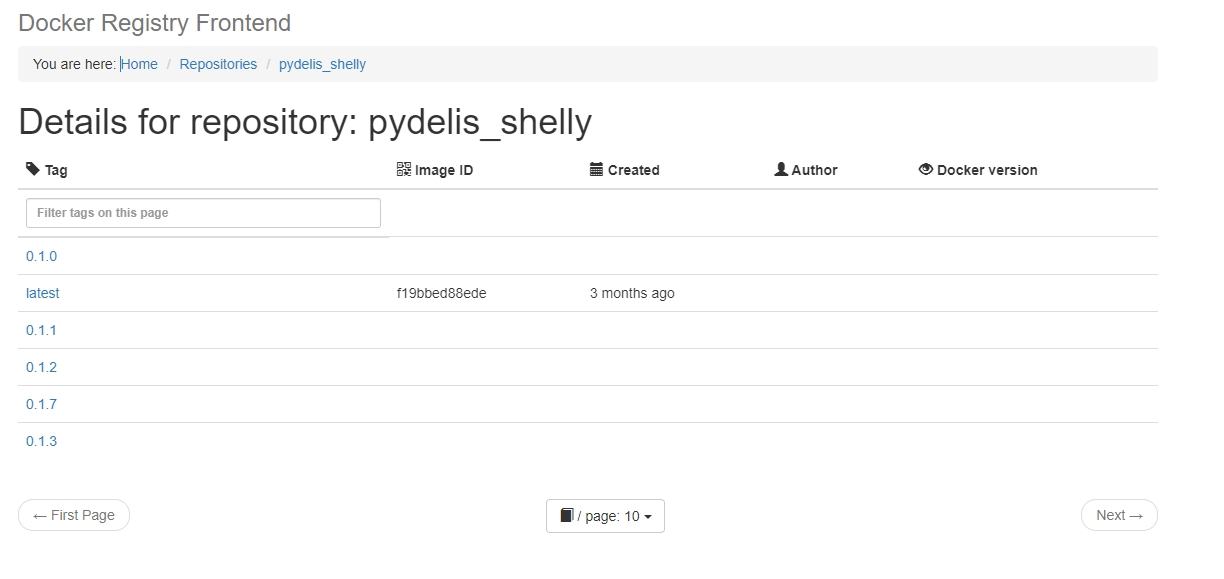 Docker Registry Frontend
You are here: Home / Repositories / pydelis_shelly
Details for repository: pydelis_shelly
Tag Image ID Created Author Docker version
Filter tags on this page
0.1.0
latest f19bbed88ede 3 months ago
0.1.1
0.1.2
0.1.7
0.1.3
← First Page / page: 10 Next →